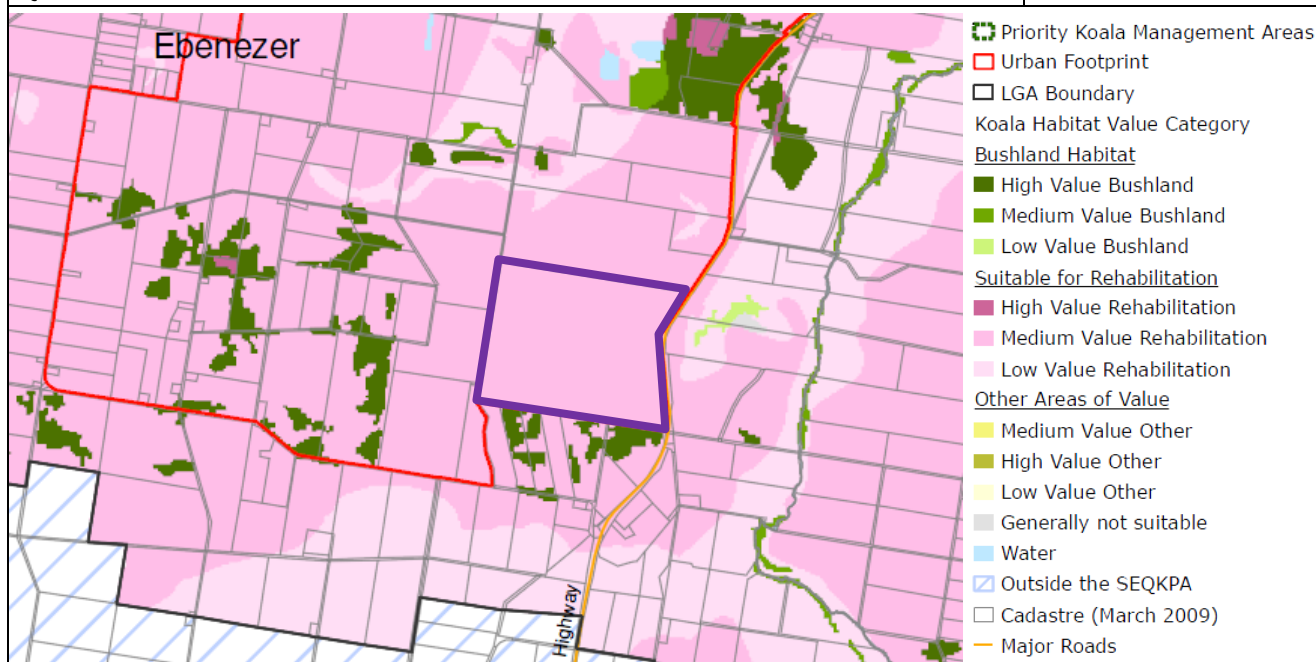 Ebenezer
Highway
Priority Koala Management Areas
Urban Footprint
LGA Boundary
Koala Habitat Value Category
Bushland Habitat
High Value Bushland
Medium Value Bushland
Low Value Bushland
Suitable for Rehabilitation
High Value Rehabilitation
Medium Value Rehabilitation
Low Value Rehabilitation
Other Areas of Value
Medium Value Other
High Value Other
Low Value Other
Generally not suitable
Water
Outside the SEQKPA
Cadastre (March 2009)
Major Roads